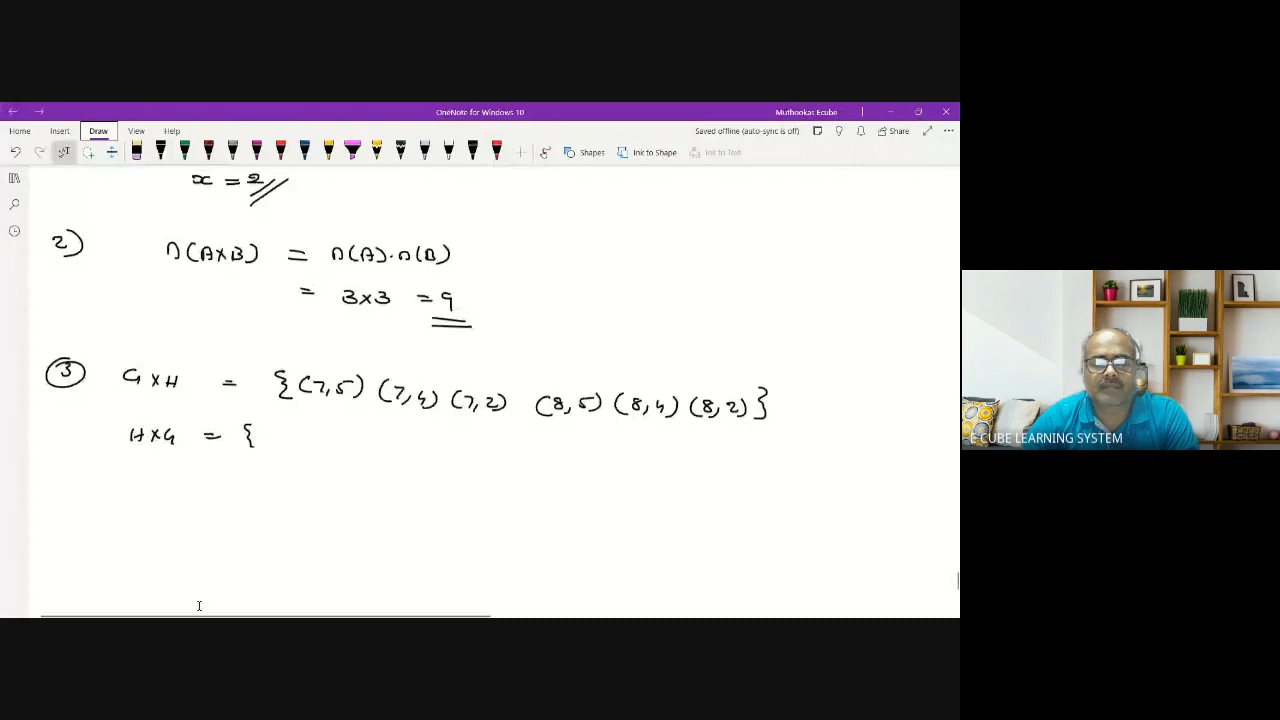 OneNote for Windows 10
Muthookas Ecube
Home Insert Draw View Help
Saved offline (auto-sync is off)
Share
Shapes
Ink to Shape
Ink to Text
x = 2
2) n(A×B) = n(A)·n(B)
= 3×3 = 9
3 G×H = {(7,5) (7,4) (7,2) (8,5) (8,4) (8,2)}
H×G = {
E CUBE LEARNING SYSTEM